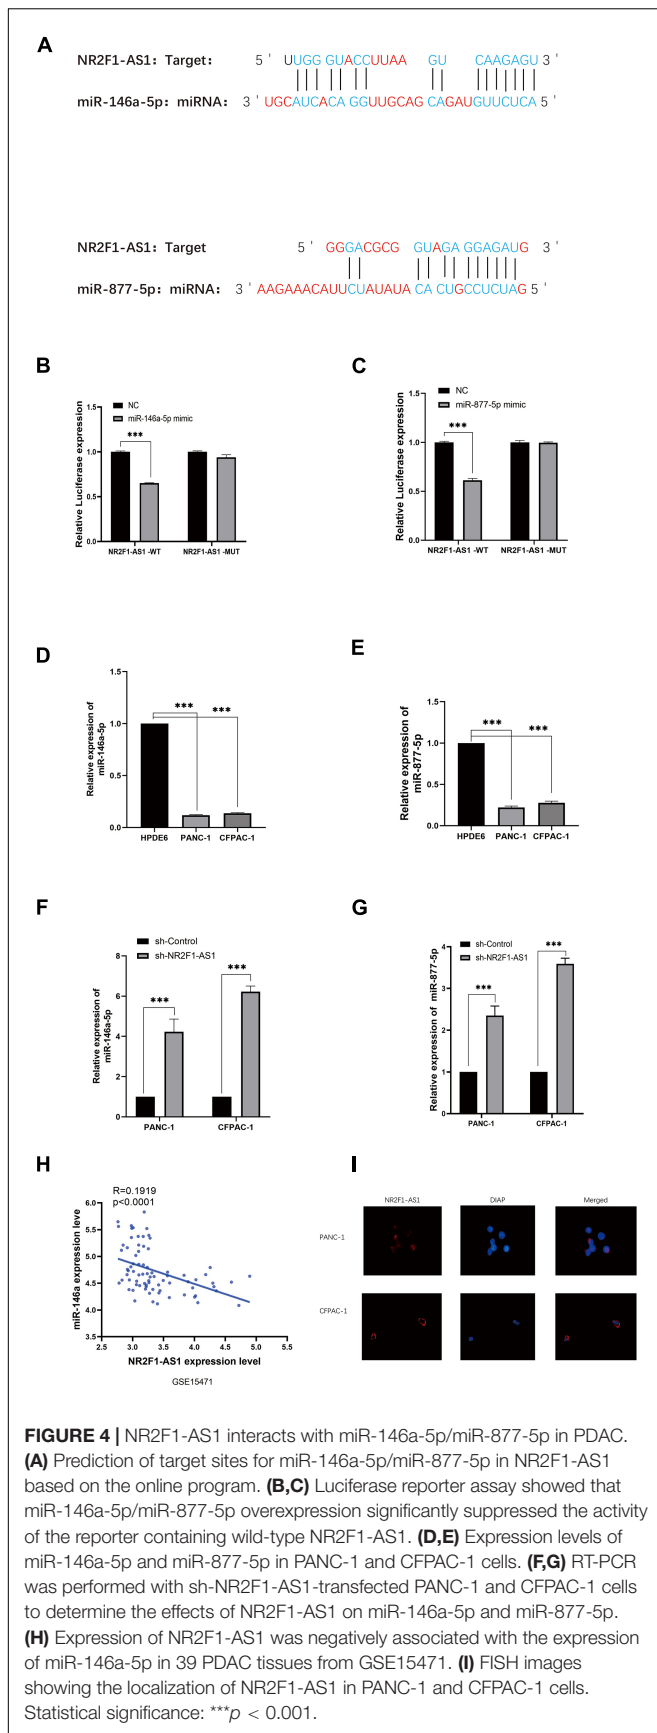 A
NR2F1-AS1: Target: 5 ' UUGG GUACCUUAA GU CAAGAGU 3 '
miR-146a-5p: miRNA: 3 ' UGCAUCACA GGUUGCAGC AGAUGUUCUCA 5 '
NR2F1-AS1: Target 5 ' GGGACGCG GUAGA GGAGAUG 3 '
miR-877-5p: miRNA: 3 ' AAGAAACAUUCUAUAUA CACUGCCUCUAG 5 '
B
NC
miR-146a-5p mimic
Relative Luciferase expression
1.5
1.0
0.5
0.0
***
NR2F1-AS1 -WT NR2F1-AS1 -MUT
C
NC
miR-877-5p mimic
Relative Luciferase expression
1.5
1.0
0.5
0.0
***
NR2F1-AS1 -WT NR2F1-AS1 -MUT
D
Relative expression of
miR-146a-5p
1.5
1.0
0.5
0.0
*** ***
HPDE6 PANC-1 CFPAC-1
E
Relative expression of
miR-877-5p
1.5
1.0
0.5
0.0
*** ***
HPDE6 PANC-1 CFPAC-1
F
sh-Control
sh-NR2F1-AS1
Relative expression of
miR-146a-5p
8
6
4
2
0
*** ***
PANC-1 CFPAC-1
G
sh-Control
sh-NR2F1-AS1
Relative expression of miR-877-5p
4
3
2
1
0
*** ***
PANC-1 CFPAC-1
H
R=0.1919
p<0.0001
miR-146a expression leve
6.0
5.5
5.0
4.5
4.0
3.5
2.5 3.0 3.5 4.0 4.5 5.0 5.5
NR2F1-AS1 expression level
GSE15471
I
NR2F1-AS1 DIAP Merged
PANC-1
CFPAC-1
FIGURE 4 | NR2F1-AS1 interacts with miR-146a-5p/miR-877-5p in PDAC.
(A) Prediction of target sites for miR-146a-5p/miR-877-5p in NR2F1-AS1
based on the online program. (B,C) Luciferase reporter assay showed that
miR-146a-5p/miR-877-5p overexpression significantly suppressed the activity
of the reporter containing wild-type NR2F1-AS1. (D,E) Expression levels of
miR-146a-5p and miR-877-5p in PANC-1 and CFPAC-1 cells. (F,G) RT-PCR
was performed with sh-NR2F1-AS1-transfected PANC-1 and CFPAC-1 cells
to determine the effects of NR2F1-AS1 on miR-146a-5p and miR-877-5p.
(H) Expression of NR2F1-AS1 was negatively associated with the expression
of miR-146a-5p in 39 PDAC tissues from GSE15471. (I) FISH images
showing the localization of NR2F1-AS1 in PANC-1 and CFPAC-1 cells.
Statistical significance: ***p < 0.001.